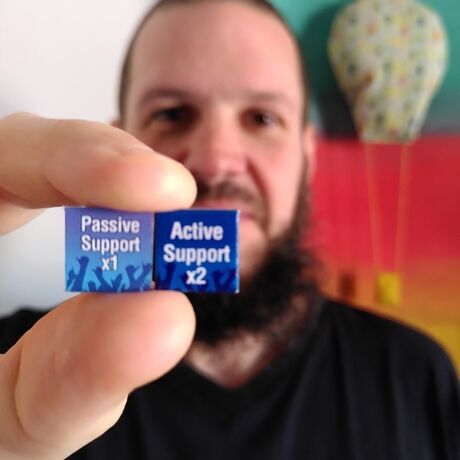 Passive
Support
x1
Active
Support
x2